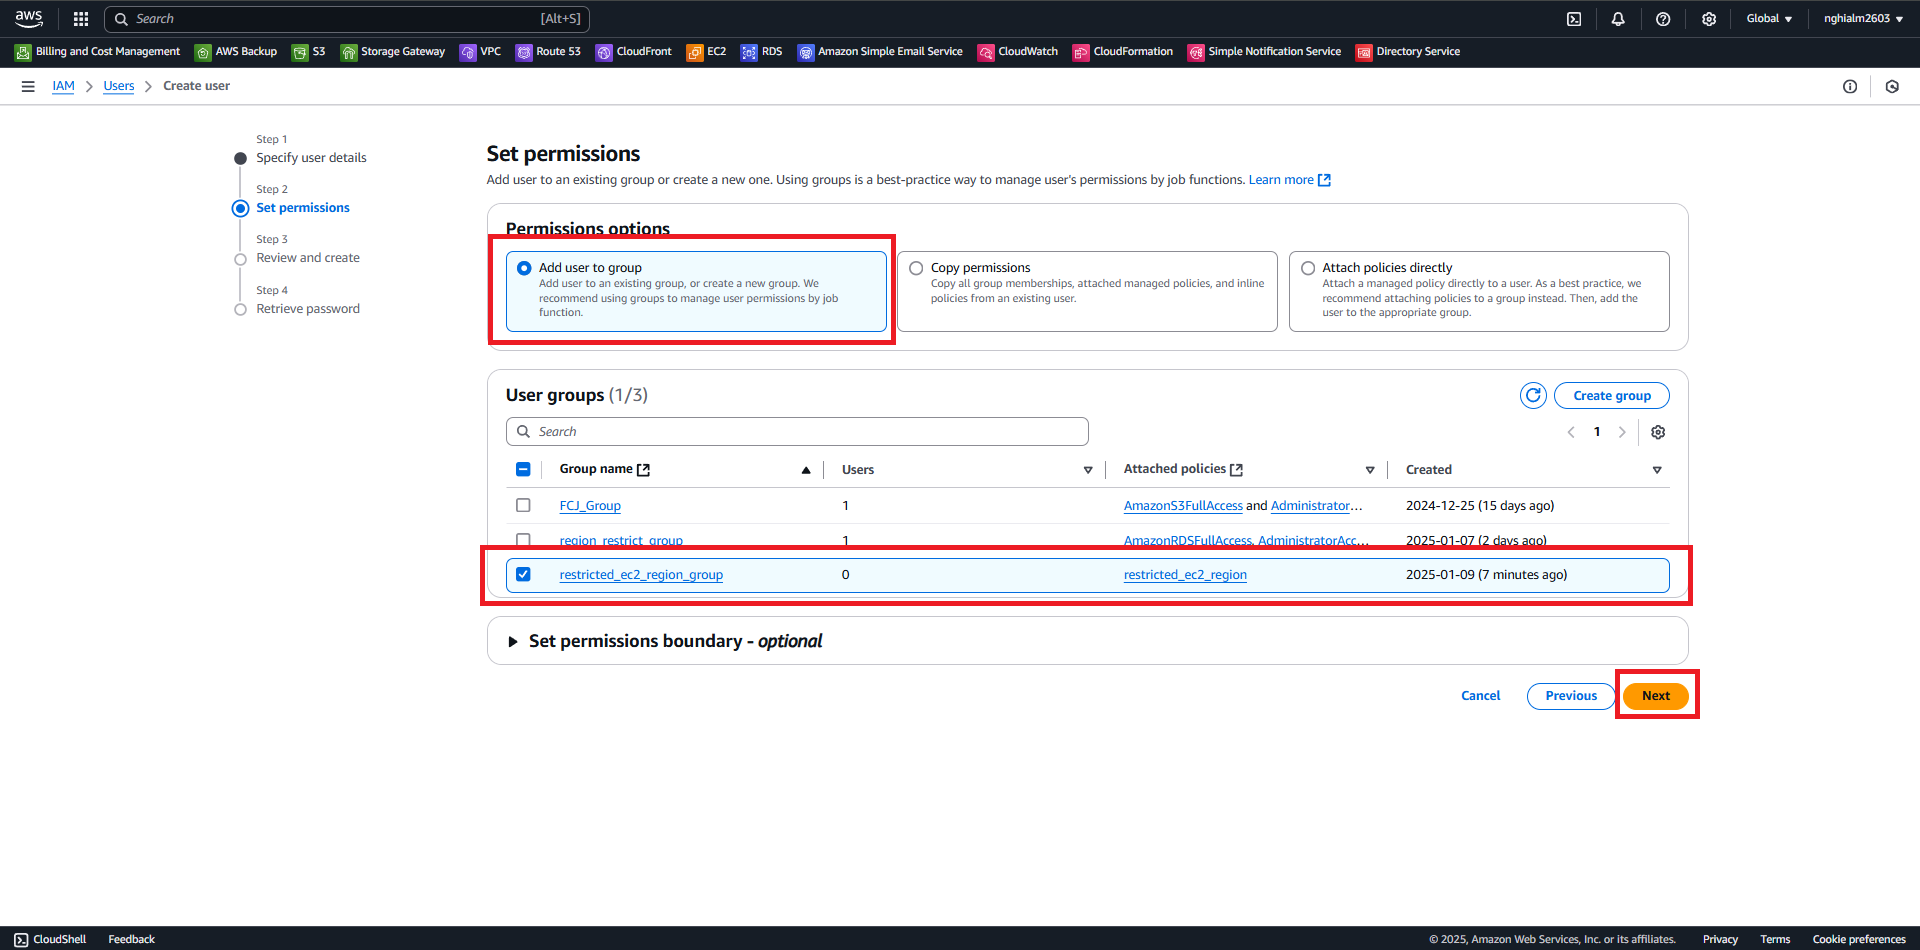 aws
Search [Alt+S]
Global
nghialm2603
Billing and Cost Management AWS Backup S3 Storage Gateway VPC Route 53 CloudFront EC2 RDS Amazon Simple Email Service CloudWatch CloudFormation Simple Notification Service Directory Service
IAM Users Create user
Step 1
Specify user details
Step 2
Set permissions
Step 3
Review and create
Step 4
Retrieve password
Set permissions
Add user to an existing group or create a new one. Using groups is a best-practice way to manage user's permissions by job functions. Learn more
Permissions options
Add user to group
Add user to an existing group, or create a new group. We
recommend using groups to manage user permissions by job
function.
Copy permissions
Copy all group memberships, attached managed policies, and inline
policies from an existing user.
Attach policies directly
Attach a managed policy directly to a user. As a best practice, we
recommend attaching policies to a group instead. Then, add the
user to the appropriate group.
User groups (1/3)
Create group
Search
1
Group name Users Attached policies Created
FCJ_Group 1 AmazonS3FullAccess and Administrator... 2024-12-25 (15 days ago)
region_restrict_group 1 AmazonRDSFullAccess, AdministratorAcc... 2025-01-07 (2 days ago)
restricted_ec2_region_group 0 restricted_ec2_region 2025-01-09 (7 minutes ago)
Set permissions boundary - optional
Cancel Previous Next
CloudShell Feedback
© 2025, Amazon Web Services, Inc. or its affiliates. Privacy Terms Cookie preferences